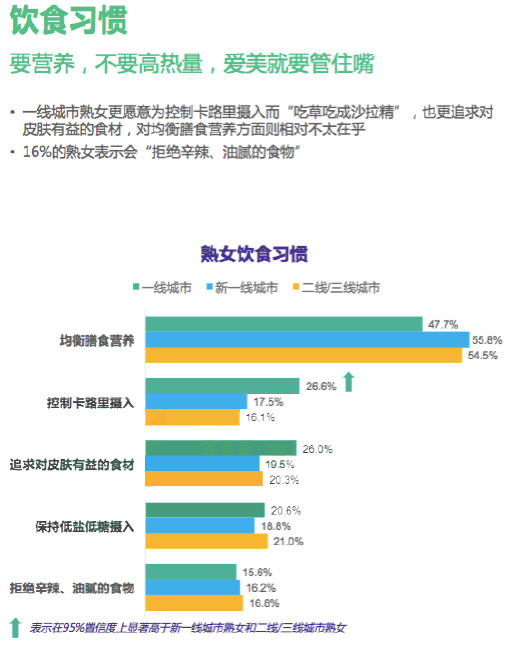 饮食习惯
要营养，不要高热量，爱美就要管住嘴
• 一线城市熟女更愿意为控制卡路里摄入而“吃草吃成沙拉精”，也更追求对
皮肤有益的食材，对均衡膳食营养方面则相对不太在乎
• 16%的熟女表示会“拒绝辛辣、油腻的食物”
熟女饮食习惯
一线城市 新一线城市 二线/三线城市
均衡膳食营养
47.7%
55.8%
54.5%
控制卡路里摄入
26.6%
17.5%
16.1%
追求对皮肤有益的食材
26.0%
19.5%
20.3%
保持低盐低糖摄入
20.6%
18.8%
21.0%
拒绝辛辣、油腻的食物
15.6%
16.2%
16.8%
表示在95%置信度上显著高于新一线城市熟女和二线/三线城市熟女